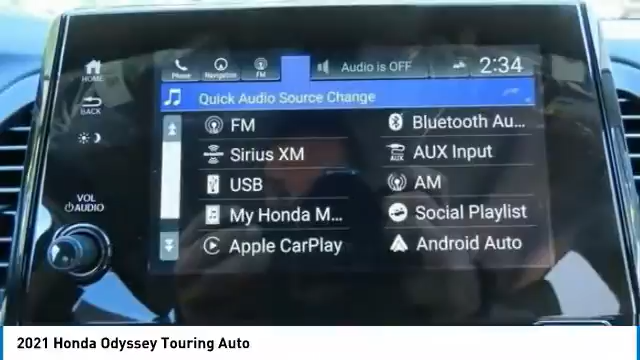 HOME
Phone
Navigation
FM
Audio is OFF
2:34
BACK
Quick Audio Source Change
FM
Bluetooth Au...
Sirius XM
AUX Input
AUX
USB
AM
VOL
AUDIO
My Honda M...
Social Playlist
Apple CarPlay
Android Auto
2021 Honda Odyssey Touring Auto